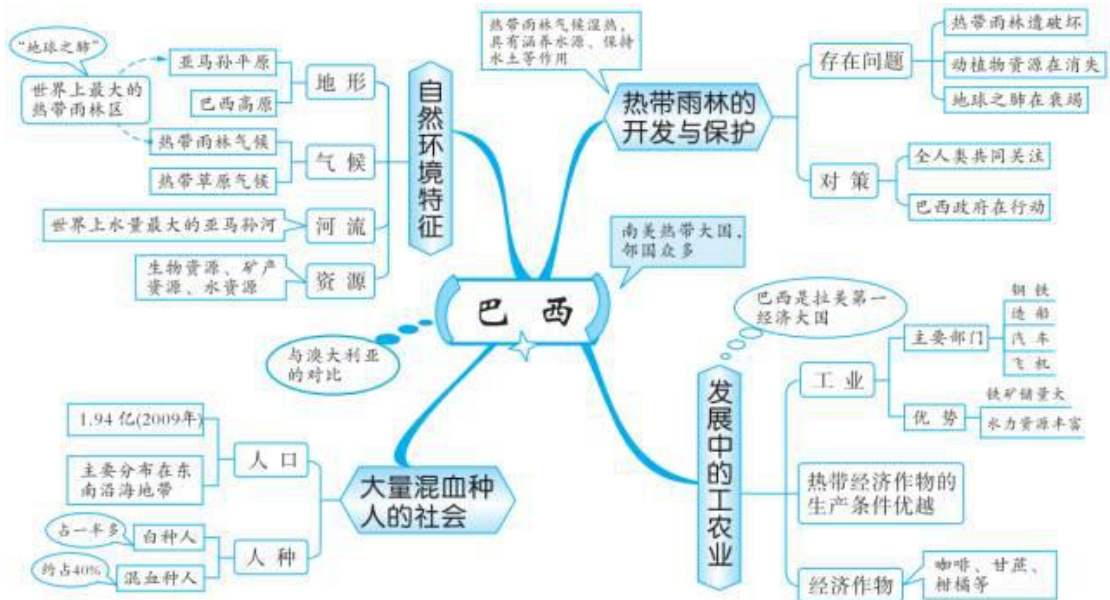 “地球之肺”
世界上最大的
热带雨林区
亚马孙平原
巴西高原
地形
热带雨林气候
热带草原气候
气候
世界上水量最大的亚马孙河
河流
生物资源、矿产
资源、水资源
资源
自然环境特征
热带雨林气候湿热,
具有涵养水源、保持
水土等作用
热带雨林的
开发与保护
存在问题
热带雨林遭破坏
动植物资源在消失
地球之肺在衰竭
对策
全人类共同关注
巴西政府在行动
南美热带大国,
邻国众多
巴西
与澳大利亚
的对比
1.94亿(2009年)
主要分布在东
南沿海地带
人口
占一半多
白种人
约占40%
混血种人
人种
大量混血种
人的社会
巴西是拉美第一
经济大国
发展中的工农业
工业
主要部门
钢铁
造船
汽车
飞机
优势
铁矿储量大
水力资源丰富
热带经济作物的
生产条件优越
经济作物
咖啡、甘蔗、
柑橘等